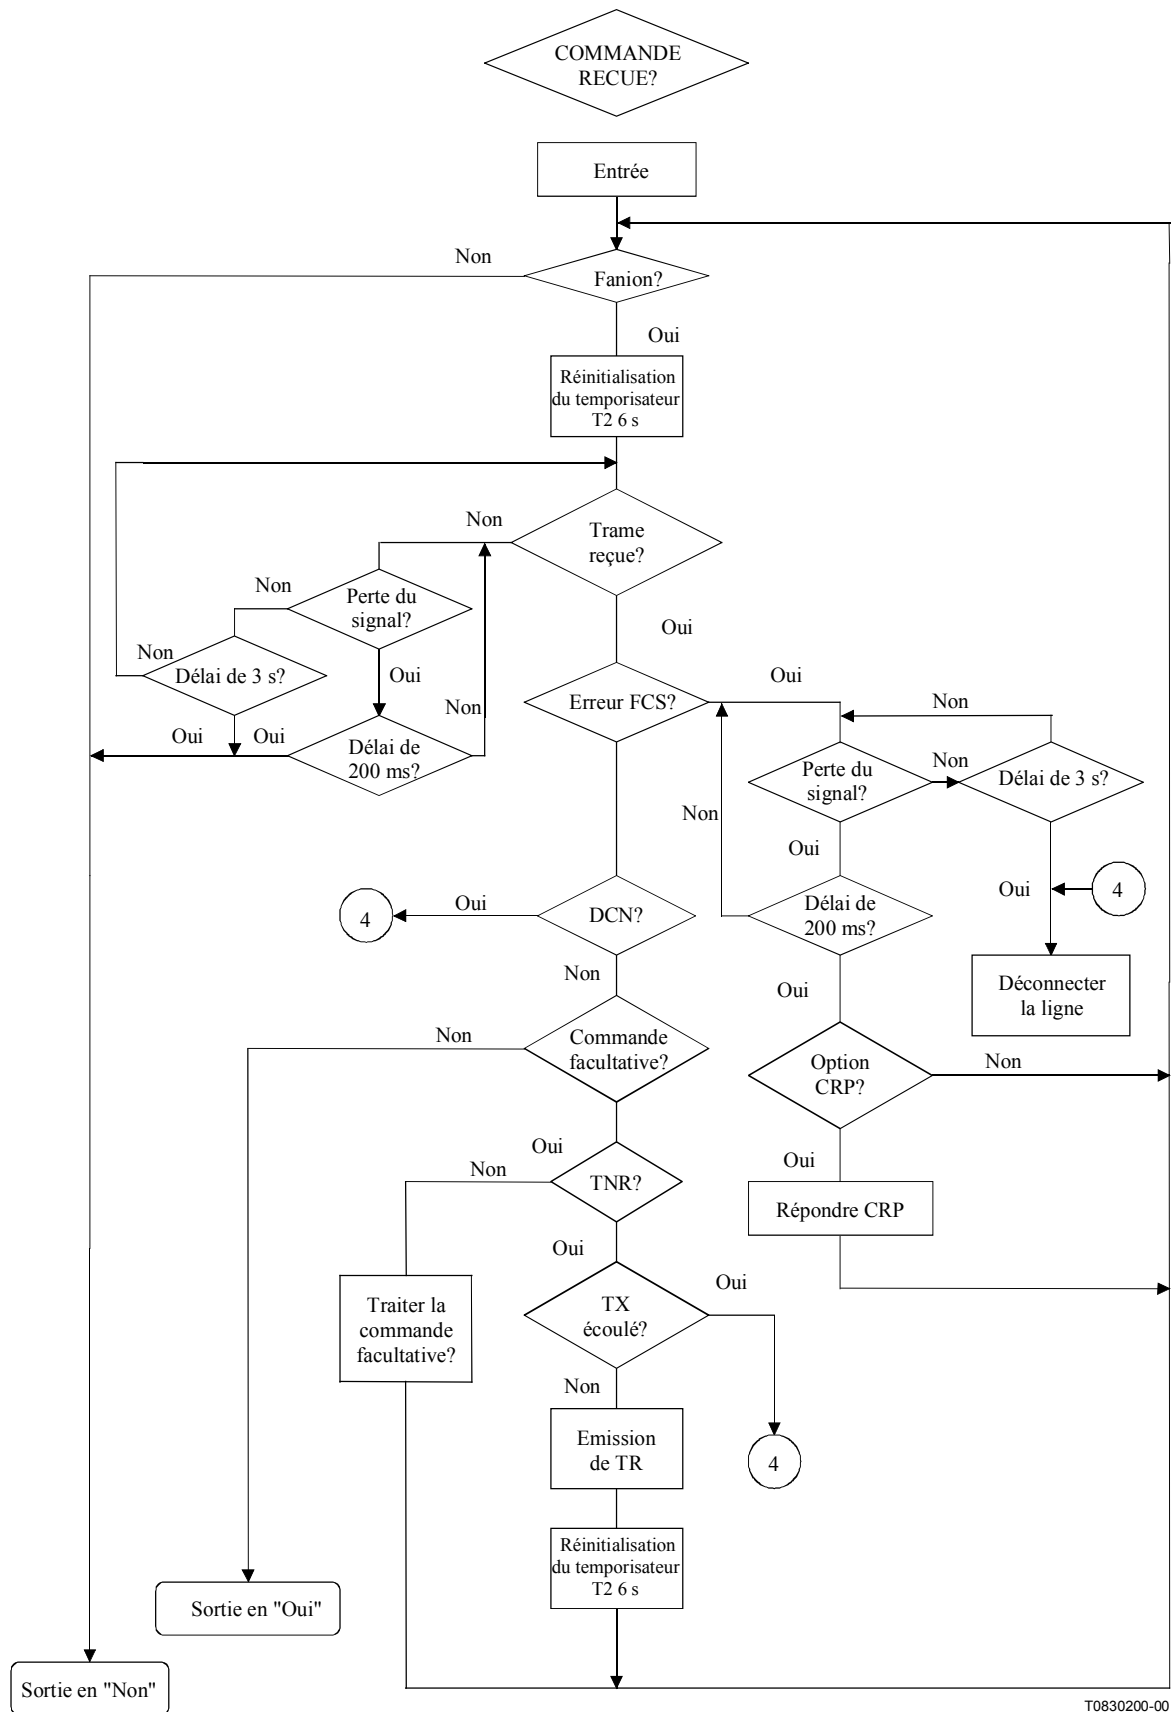 COMMANDE
RECUE?
Entrée
Non
Fanion?
Oui
Réinitialisation
du temporisateur
T2 6 s
Non
Trame
reçue?
Non
Perte du
signal?
Oui
Non
Délai de 3 s?
Oui
Non
Oui
Oui
Délai de
200 ms?
Erreur FCS?
Oui
Non
Perte du
signal?
Non
Délai de 3 s?
Non
Oui
Oui
4
Délai de
200 ms?
4
Oui
DCN?
Non
Oui
Déconnecter
la ligne
Non
Commande
facultative?
Option
CRP?
Non
Oui
Non
TNR?
Oui
Répondre CRP
Oui
Oui
Traiter la
commande
facultative?
TX
écoulé?
Non
Emission
de TR
4
Réinitialisation
du temporisateur
T2 6 s
Sortie en "Oui"
Sortie en "Non"
T0830200-00